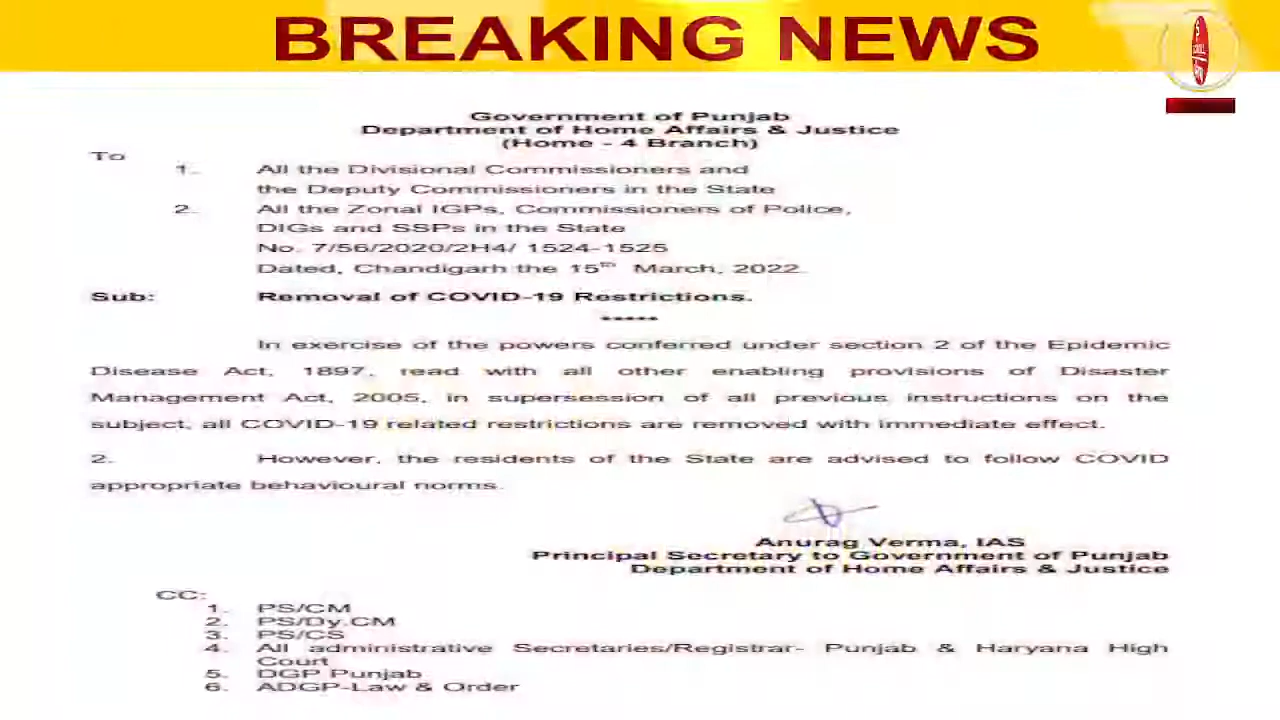 BREAKING NEWS
Government of Punjab
Department of Home Affairs & Justice
(Home - 4 Branch)
To
1. All the Divisional Commissioners and
the Deputy Commissioners in the State
2. All the Zonal IGPs, Commissioners of Police,
DIGs and SSPs in the State
No. 7/56/2020/2H4/ 1524-1525
Dated, Chandigarh the 15th March, 2022.
Sub: Removal of COVID-19 Restrictions.
*****
In exercise of the powers conferred under section 2 of the Epidemic
Disease Act, 1897, read with all other enabling provisions of Disaster
Management Act, 2005, in supersession of all previous instructions on the
subject, all COVID-19 related restrictions are removed with immediate effect.
2. However, the residents of the State are advised to follow COVID
appropriate behavioural norms.
Anurag Verma, IAS
Principal Secretary to Government of Punjab
Department of Home Affairs & Justice
CC:
1. PS/CM
2. PS/Dy.CM
3. PS/CS
4. All administrative Secretaries/Registrar- Punjab & Haryana High
Court
5. DGP Punjab
6. ADGP-Law & Order